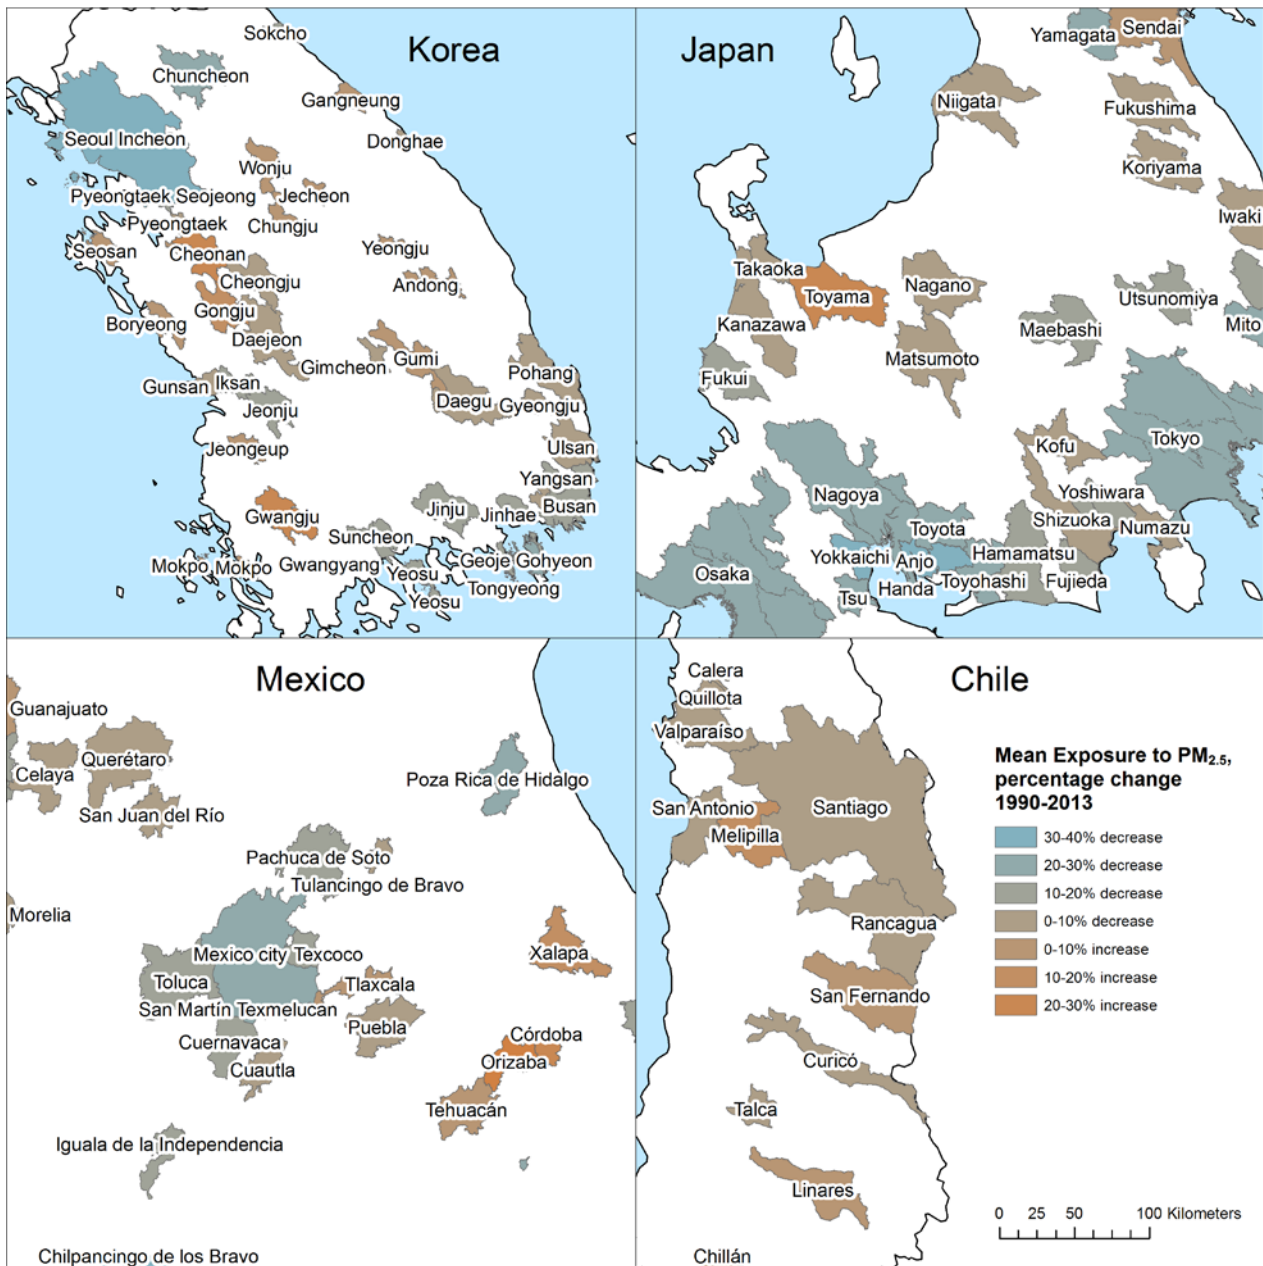 Korea
Sokcho
Chuncheon
Gangneung
Seoul Incheon
Donghae
Wonju
Pyeongtaek Seojeong
Jecheon
Pyeongtaek
Chungju
Seosan
Cheonan
Yeongju
Cheongju
Andong
Gongju
Boryeong
Daejeon
Gimcheon
Gumi
Pohang
Gunsan
Iksan
Daegu
Gyeongju
Jeonju
Jeongeup
Ulsan
Yangsan
Gwangju
Jinju
Jinhae
Busan
Suncheon
Mokpo
Mokpo
Gwangyang
Yeosu
Geoje
Gohyeon
Tongyeong
Yeosu
Japan
Yamagata
Sendai
Niigata
Fukushima
Koriyama
Iwaki
Takaoka
Toyama
Nagano
Utsunomiya
Kanazawa
Maebashi
Mito
Matsumoto
Fukui
Kofu
Tokyo
Nagoya
Yoshiwara
Toyota
Shizuoka
Numazu
Yokkaichi
Anjo
Hamamatsu
Osaka
Tsu
Handa
Toyohashi
Fujieda
Mexico
Guanajuato
Celaya
Querétaro
San Juan del Río
Poza Rica de Hidalgo
Pachuca de Soto
Tulancingo de Bravo
Morelia
Mexico city
Texcoco
Xalapa
Toluca
Tlaxcala
San Martín Texmelucan
Puebla
Cuernavaca
Córdoba
Cuautla
Orizaba
Tehuacán
Iguala de la Independencia
Chilpancingo de los Bravo
Chile
Calera
Quillota
Valparaíso
San Antonio
Santiago
Melipilla
Rancagua
San Fernando
Curicó
Talca
Linares
Chillán
Mean Exposure to PM2.5,
percentage change
1990-2013
30-40% decrease
20-30% decrease
10-20% decrease
0-10% decrease
0-10% increase
10-20% increase
20-30% increase
0 25 50 100 Kilometers